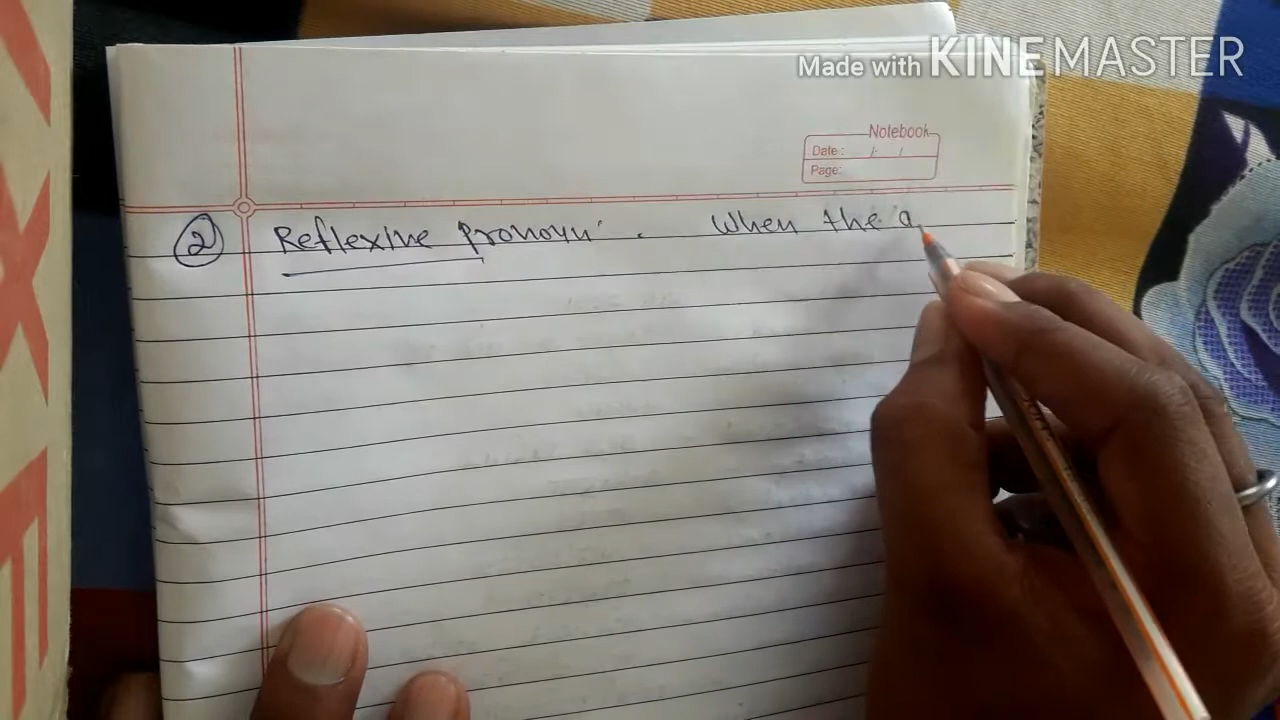 Made with KINEMASTER
Notebook
Date : / /
Page:
② Reflexive pronoun . When the a